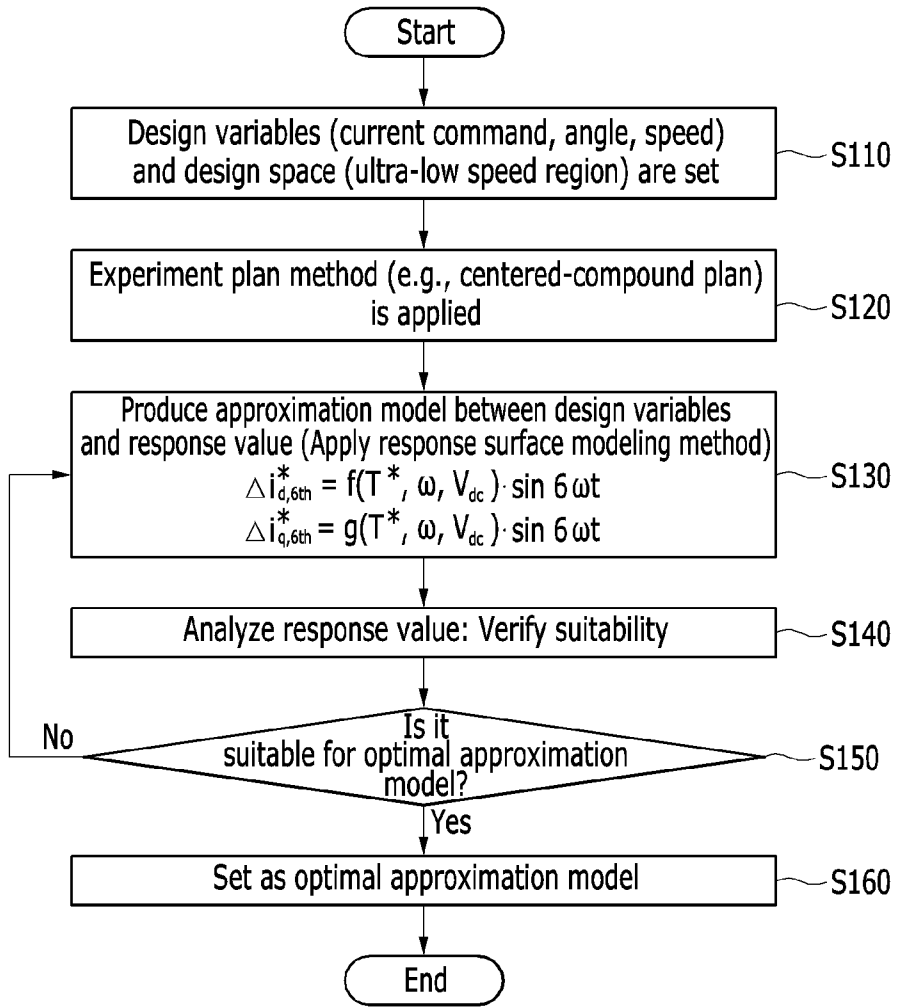 Start
Design variables (current command, angle, speed)
and design space (ultra-low speed region) are set
S110
Experiment plan method (e.g., centered-compound plan)
is applied
S120
Produce approximation model between design variables
and response value (Apply response surface modeling method)
△i*d,6th = f(T*, ω, Vdc)· sin 6ωt
△i*q,6th = g(T*, ω, Vdc)· sin 6ωt
S130
Analyze response value: Verify suitability
S140
Is it
suitable for optimal approximation
model?
S150
No
Yes
Set as optimal approximation model
S160
End